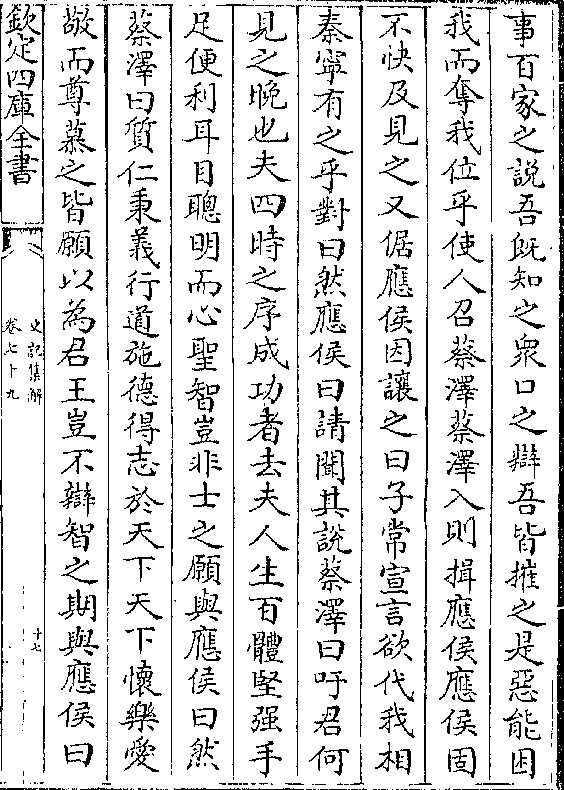 事百家之説吾既知之衆口之辯吾皆摧之是惡能困
我而奪我位乎使人召蔡澤蔡澤入則揖應侯應侯固
不快及見之又倨應侯因讓之曰子常宣言欲代我相
秦寧有之乎對曰然應侯曰請聞其說蔡澤曰吁君何
見之晚也夫四時之序成功者去夫人生百體堅强手
足便利耳目聰明而心聖智豈非士之願與應侯曰然
蔡澤曰質仁秉義行道施德得志於天下天下懷樂愛
敬而尊慕之皆願以為君王豈不辯智之期與應侯曰
欽定四庫全書
史記集解
卷七十九
十七